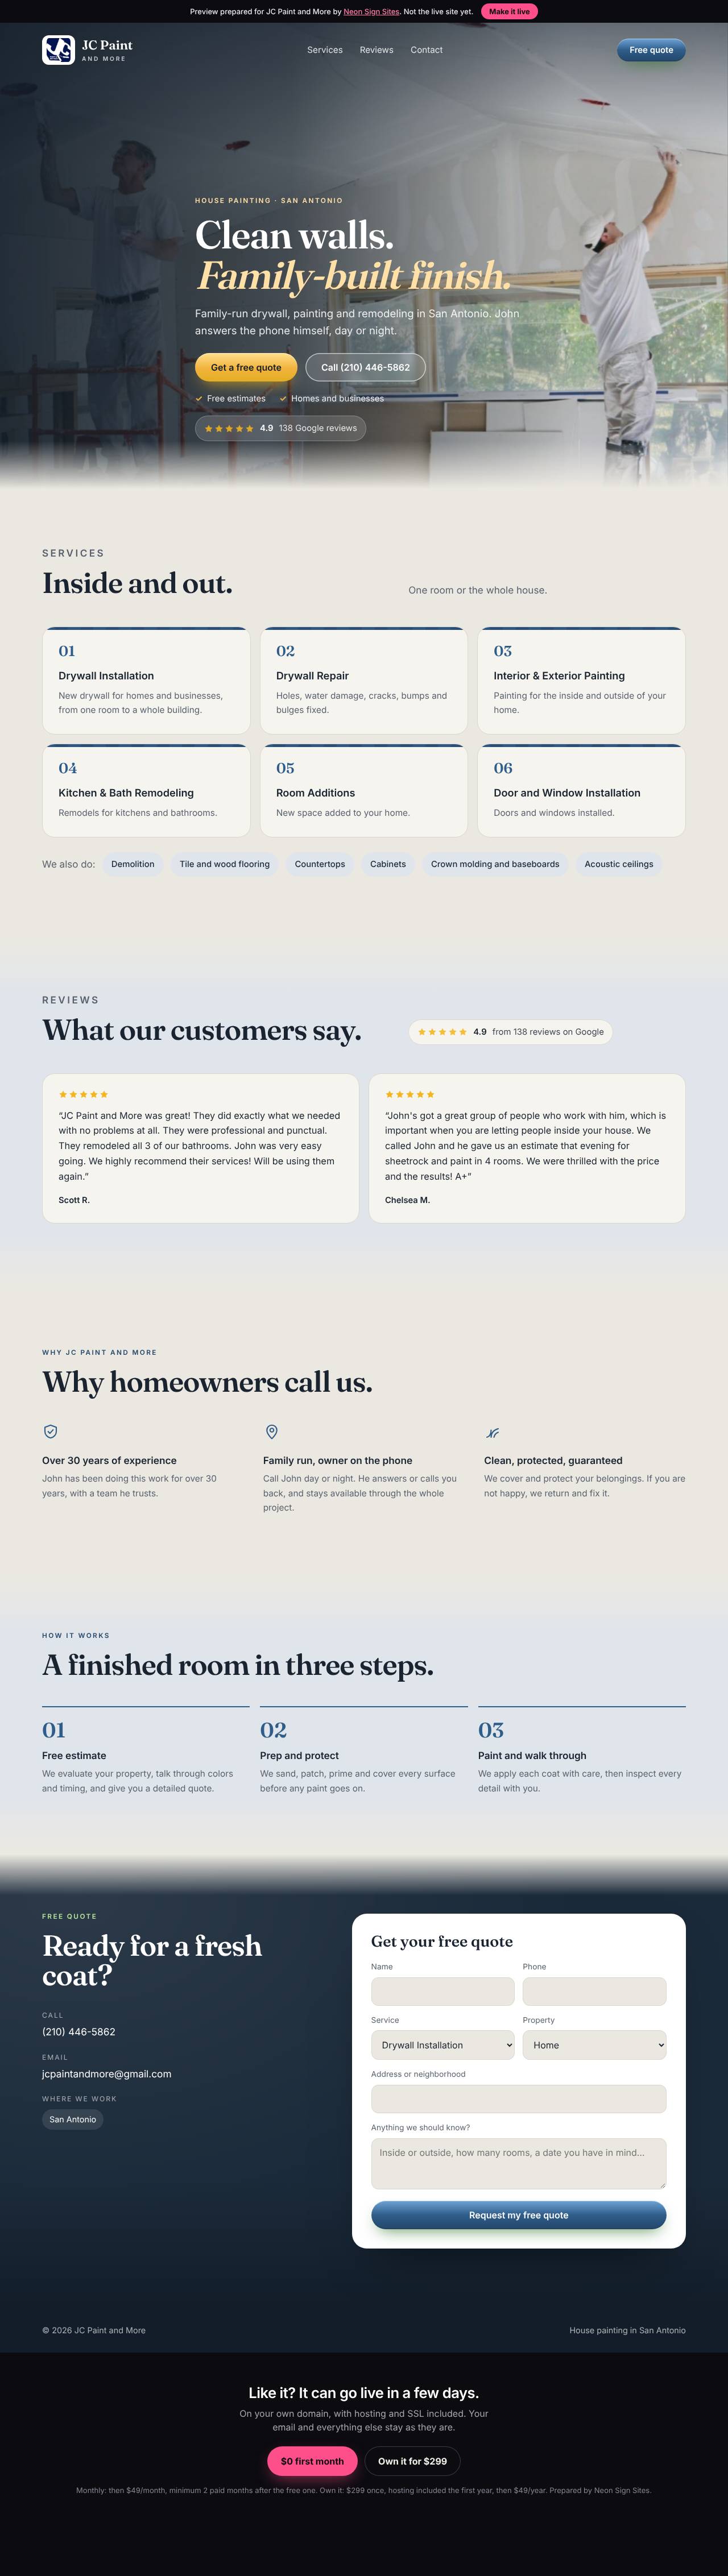 Preview prepared for JC Paint and More by Neon Sign Sites. Not the live site yet. Make it live
JC Paint
AND MORE
Services Reviews Contact
Free quote
HOUSE PAINTING · SAN ANTONIO
Clean walls.
Family-built finish.
Family-run drywall, painting and remodeling in San Antonio. John
answers the phone himself, day or night.
Get a free quote Call (210) 446-5862
✓ Free estimates ✓ Homes and businesses
★★★★★ 4.9 138 Google reviews
SERVICES
Inside and out.
One room or the whole house.
01
Drywall Installation
New drywall for homes and businesses,
from one room to a whole building.
02
Drywall Repair
Holes, water damage, cracks, bumps and
bulges fixed.
03
Interior & Exterior Painting
Painting for the inside and outside of your
home.
04
Kitchen & Bath Remodeling
Remodels for kitchens and bathrooms.
05
Room Additions
New space added to your home.
06
Door and Window Installation
Doors and windows installed.
We also do: Demolition Tile and wood flooring Countertops Cabinets Crown molding and baseboards Acoustic ceilings
REVIEWS
What our customers say.
★★★★★ 4.9 from 138 reviews on Google
★★★★★
“JC Paint and More was great! They did exactly what we needed
with no problems at all. They were professional and punctual.
They remodeled all 3 of our bathrooms. John was very easy
going. We highly recommend their services! Will be using them
again.”
Scott R.
★★★★★
“John's got a great group of people who work with him, which is
important when you are letting people inside your house. We
called John and he gave us an estimate that evening for
sheetrock and paint in 4 rooms. We were thrilled with the price
and the results! A+”
Chelsea M.
WHY JC PAINT AND MORE
Why homeowners call us.
Over 30 years of experience
John has been doing this work for over 30
years, with a team he trusts.
Family run, owner on the phone
Call John day or night. He answers or calls you
back, and stays available through the whole
project.
Clean, protected, guaranteed
We cover and protect your belongings. If you are
not happy, we return and fix it.
HOW IT WORKS
A finished room in three steps.
01
Free estimate
We evaluate your property, talk through colors
and timing, and give you a detailed quote.
02
Prep and protect
We sand, patch, prime and cover every surface
before any paint goes on.
03
Paint and walk through
We apply each coat with care, then inspect every
detail with you.
FREE QUOTE
Ready for a fresh
coat?
CALL
(210) 446-5862
EMAIL
jcpaintandmore@gmail.com
WHERE WE WORK
San Antonio
Get your free quote
Name Phone
Service Property
Drywall Installation Home
Address or neighborhood
Anything we should know?
Inside or outside, how many rooms, a date you have in mind...
Request my free quote
© 2026 JC Paint and More
House painting in San Antonio
Like it? It can go live in a few days.
On your own domain, with hosting and SSL included. Your
email and everything else stay as they are.
$0 first month Own it for $299
Monthly: then $49/month, minimum 2 paid months after the free one. Own it: $299 once, hosting included the first year, then $49/year. Prepared by Neon Sign Sites.